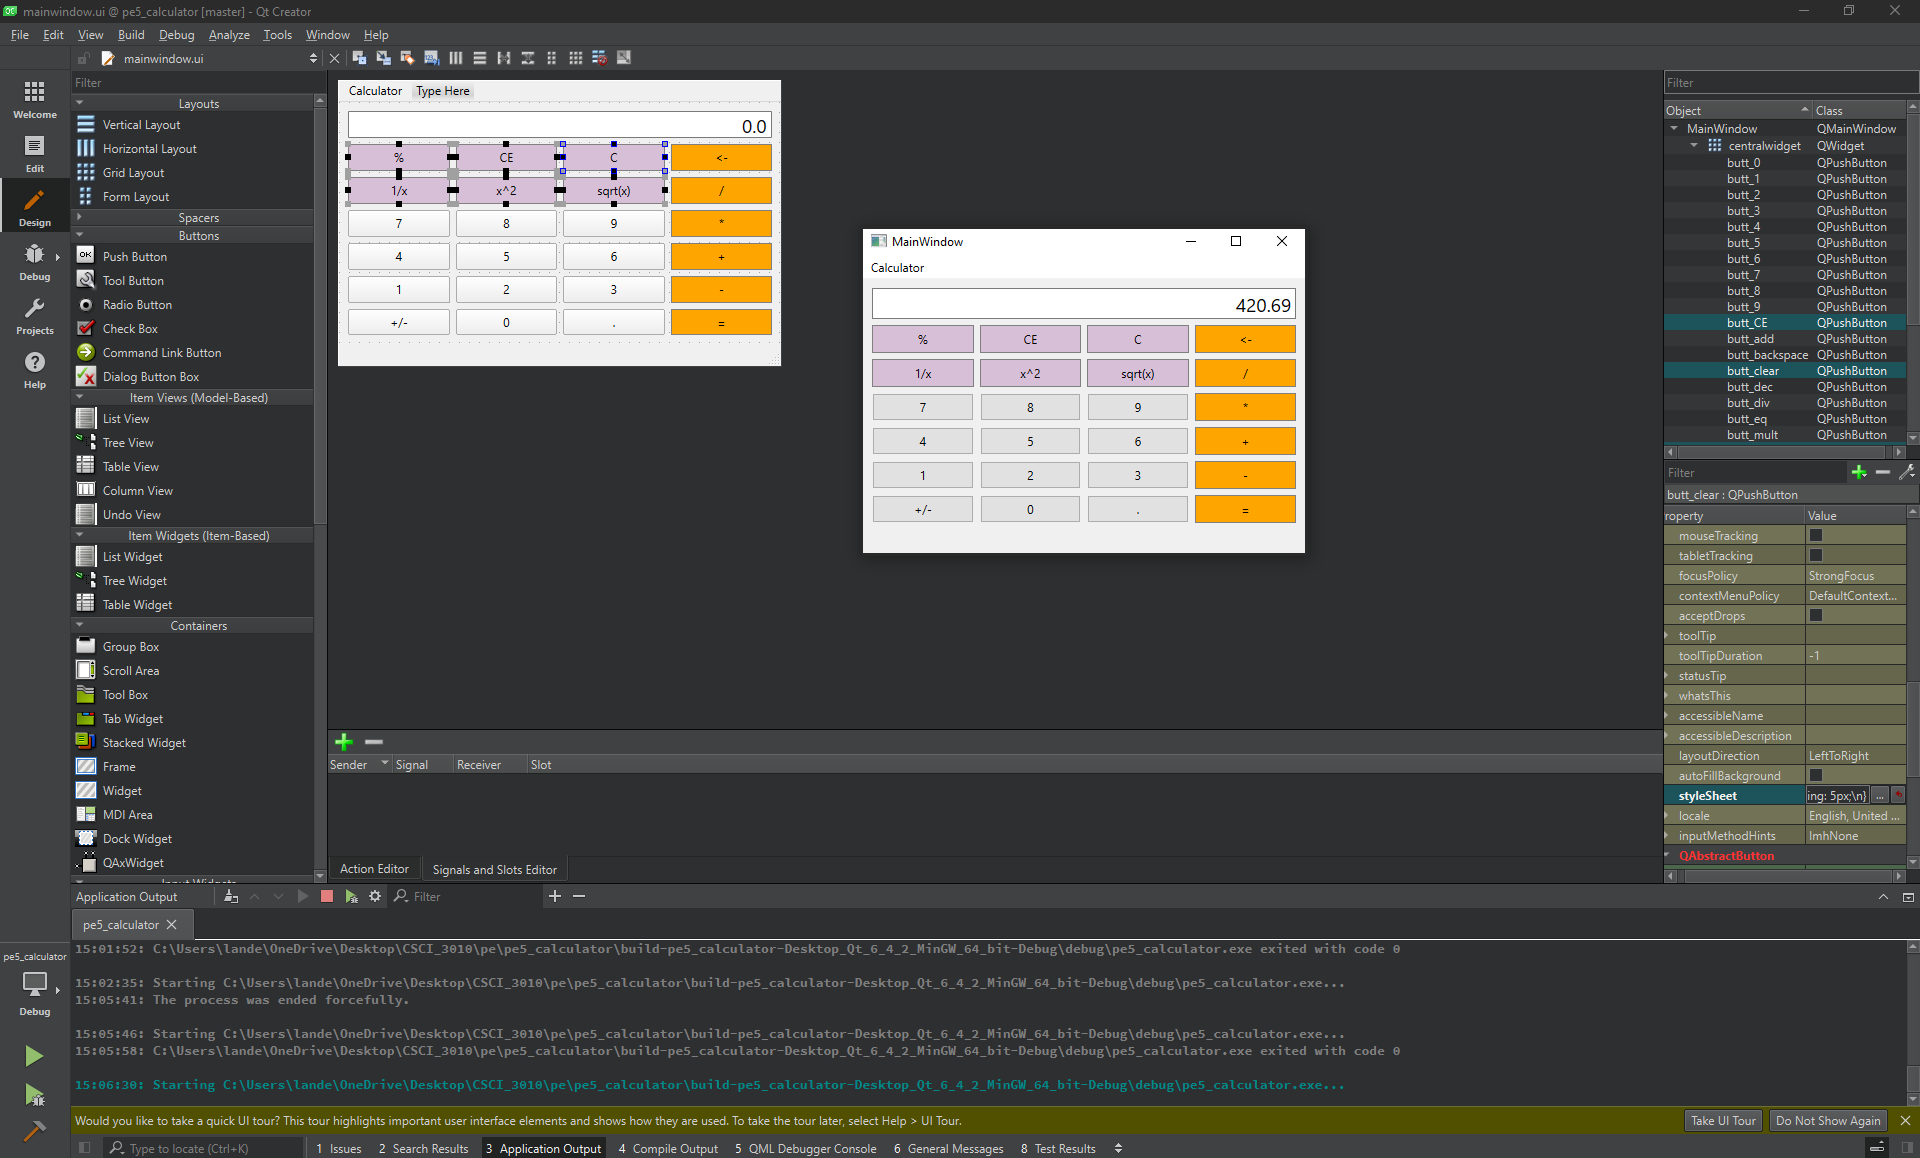 mainwindow.ui @ pe5_calculator [master] - Qt Creator
File Edit View Build Debug Analyze Tools Window Help
mainwindow.ui
Welcome
Edit
Design
Debug
Projects
Help
pe5_calculator
Debug
Filter
Layouts
Vertical Layout
Horizontal Layout
Grid Layout
Form Layout
Spacers
Buttons
Push Button
Tool Button
Radio Button
Check Box
Command Link Button
Dialog Button Box
Item Views (Model-Based)
List View
Tree View
Table View
Column View
Undo View
Item Widgets (Item-Based)
List Widget
Tree Widget
Table Widget
Containers
Group Box
Scroll Area
Tool Box
Tab Widget
Stacked Widget
Frame
Widget
MDI Area
Dock Widget
QAxWidget
Calculator Type Here
0.0
% CE C <-
1/x x^2 sqrt(x) /
7 8 9 *
4 5 6 +
1 2 3 -
+/- 0 . =
MainWindow
Calculator
420.69
% CE C <-
1/x x^2 sqrt(x) /
7 8 9 *
4 5 6 +
1 2 3 -
+/- 0 . =
Sender Signal Receiver Slot
Action Editor Signals and Slots Editor
Filter
Object Class
MainWindow QMainWindow
centralwidget QWidget
butt_0 QPushButton
butt_1 QPushButton
butt_2 QPushButton
butt_3 QPushButton
butt_4 QPushButton
butt_5 QPushButton
butt_6 QPushButton
butt_7 QPushButton
butt_8 QPushButton
butt_9 QPushButton
butt_CE QPushButton
butt_add QPushButton
butt_backspace QPushButton
butt_clear QPushButton
butt_dec QPushButton
butt_div QPushButton
butt_eq QPushButton
butt_mult QPushButton
Filter
butt_clear : QPushButton
roperty Value
mouseTracking
tabletTracking
focusPolicy StrongFocus
contextMenuPolicy DefaultContext...
acceptDrops
toolTip
toolTipDuration -1
statusTip
whatsThis
accessibleName
accessibleDescription
layoutDirection LeftToRight
autoFillBackground
styleSheet ing: 5px;\n} ...
locale English, United ...
inputMethodHints ImhNone
QAbstractButton
Application Output Filter
pe5_calculator
15:01:52: C:\Users\lande\OneDrive\Desktop\CSCI_3010\pe\pe5_calculator\build-pe5_calculator-Desktop_Qt_6_4_2_MinGW_64_bit-Debug\debug\pe5_calculator.exe exited with code 0
15:02:35: Starting C:\Users\lande\OneDrive\Desktop\CSCI_3010\pe\pe5_calculator\build-pe5_calculator-Desktop_Qt_6_4_2_MinGW_64_bit-Debug\debug\pe5_calculator.exe...
15:05:41: The process was ended forcefully.
15:05:46: Starting C:\Users\lande\OneDrive\Desktop\CSCI_3010\pe\pe5_calculator\build-pe5_calculator-Desktop_Qt_6_4_2_MinGW_64_bit-Debug\debug\pe5_calculator.exe...
15:05:58: C:\Users\lande\OneDrive\Desktop\CSCI_3010\pe\pe5_calculator\build-pe5_calculator-Desktop_Qt_6_4_2_MinGW_64_bit-Debug\debug\pe5_calculator.exe exited with code 0
15:06:30: Starting C:\Users\lande\OneDrive\Desktop\CSCI_3010\pe\pe5_calculator\build-pe5_calculator-Desktop_Qt_6_4_2_MinGW_64_bit-Debug\debug\pe5_calculator.exe...
Would you like to take a quick UI tour? This tour highlights important user interface elements and shows how they are used. To take the tour later, select Help > UI Tour. Take UI Tour Do Not Show Again
Type to locate (Ctrl+K) 1 Issues 2 Search Results 3 Application Output 4 Compile Output 5 QML Debugger Console 6 General Messages 8 Test Results